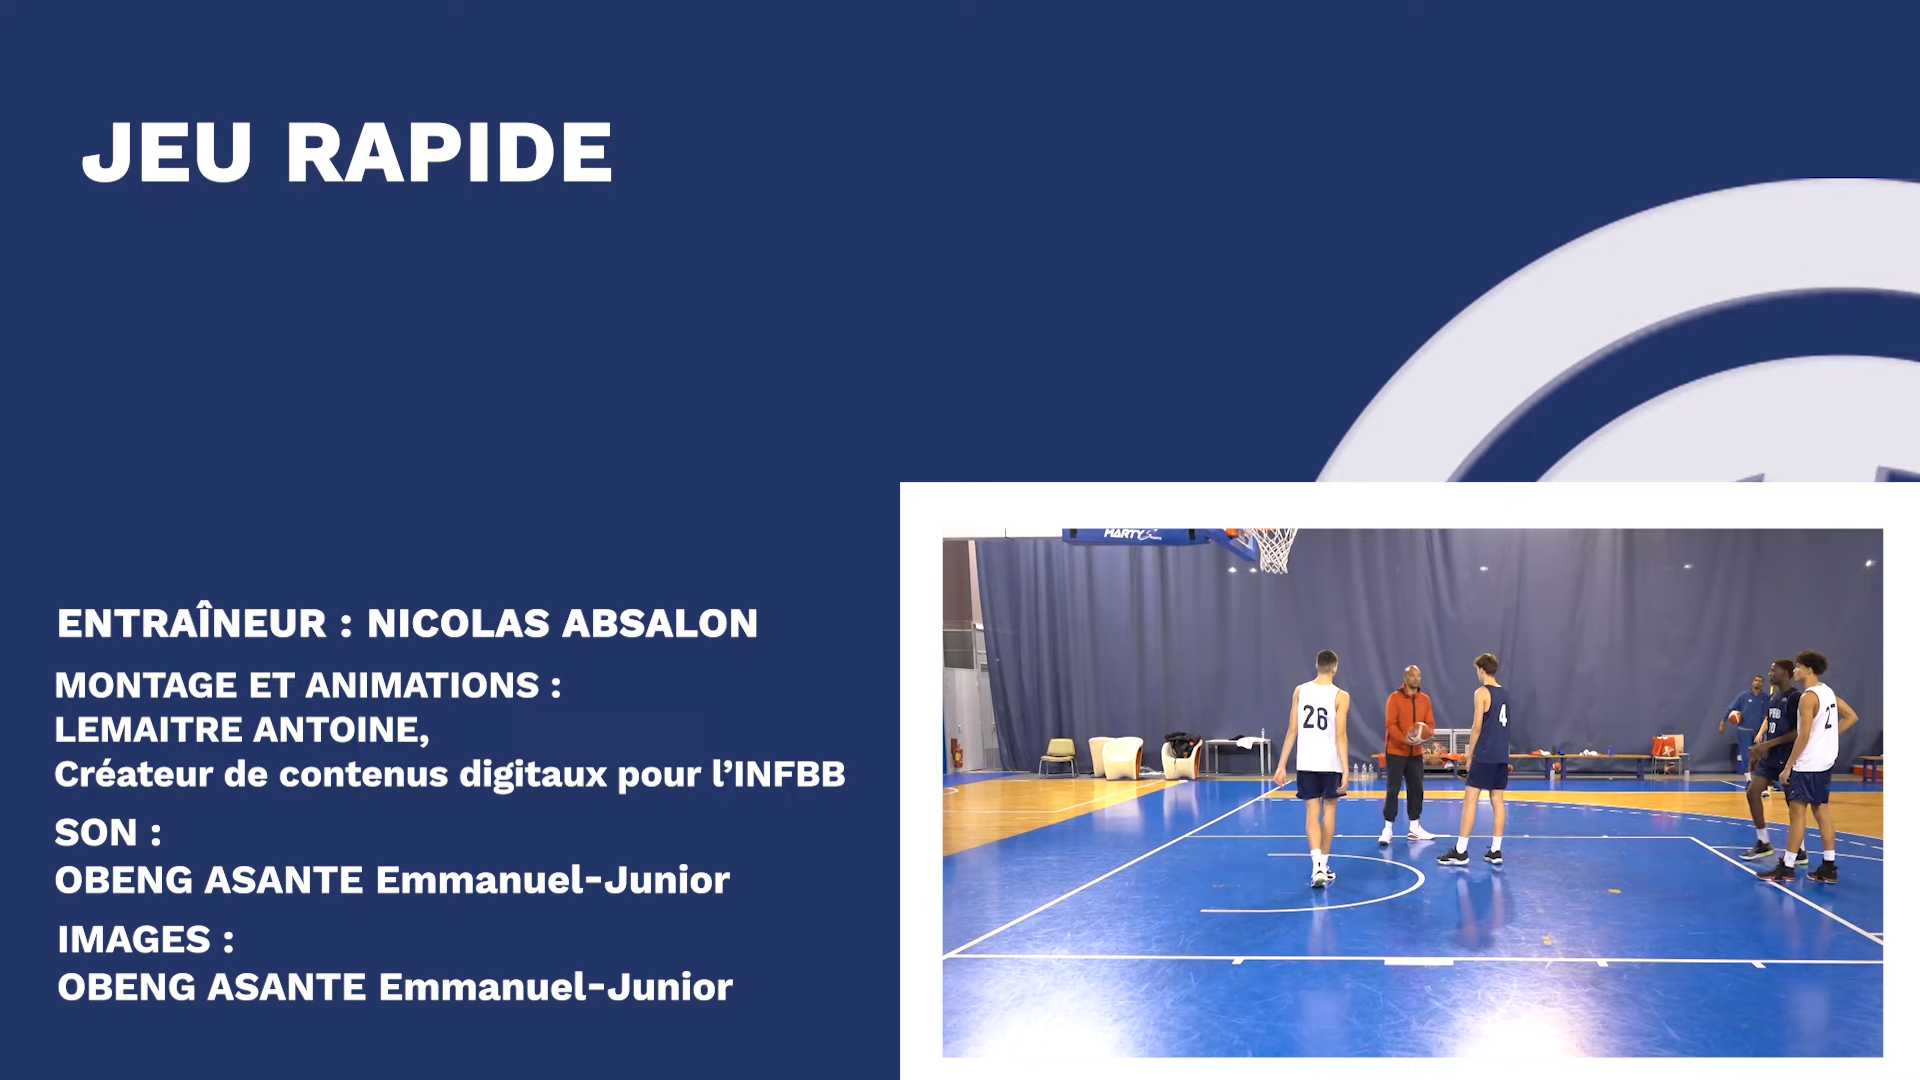 JEU RAPIDE
ENTRAÎNEUR : NICOLAS ABSALON
MONTAGE ET ANIMATIONS :
LEMAITRE ANTOINE,
Créateur de contenus digitaux pour l’INFBB
SON :
OBENG ASANTE Emmanuel-Junior
IMAGES :
OBENG ASANTE Emmanuel-Junior
MARTY
26
4